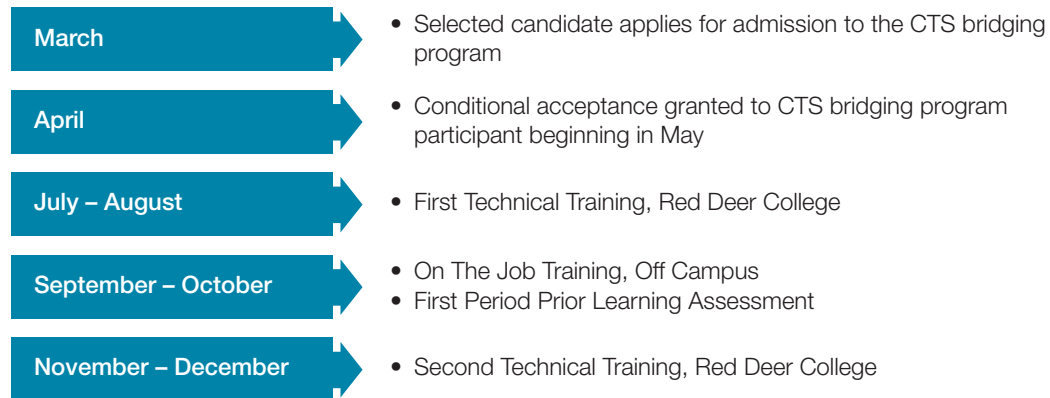 March
• Selected candidate applies for admission to the CTS bridging
program
April
• Conditional acceptance granted to CTS bridging program
participant beginning in May
July – August
• First Technical Training, Red Deer College
September – October
• On The Job Training, Off Campus
• First Period Prior Learning Assessment
November – December
• Second Technical Training, Red Deer College